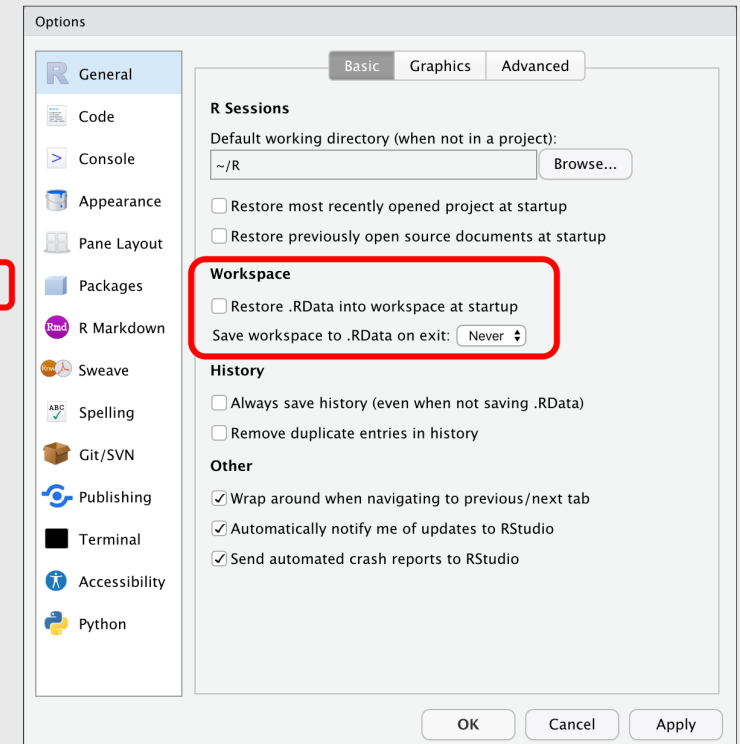 Options
General
Code
Console
Appearance
Pane Layout
Packages
Rmd R Markdown
Rnw Sweave
ABC Spelling
Git/SVN
Publishing
Terminal
Accessibility
Python
Basic Graphics Advanced
R Sessions
Default working directory (when not in a project):
~/R Browse...
Restore most recently opened project at startup
Restore previously open source documents at startup
Workspace
Restore .RData into workspace at startup
Save workspace to .RData on exit: Never
History
Always save history (even when not saving .RData)
Remove duplicate entries in history
Other
Wrap around when navigating to previous/next tab
Automatically notify me of updates to RStudio
Send automated crash reports to RStudio
OK Cancel Apply